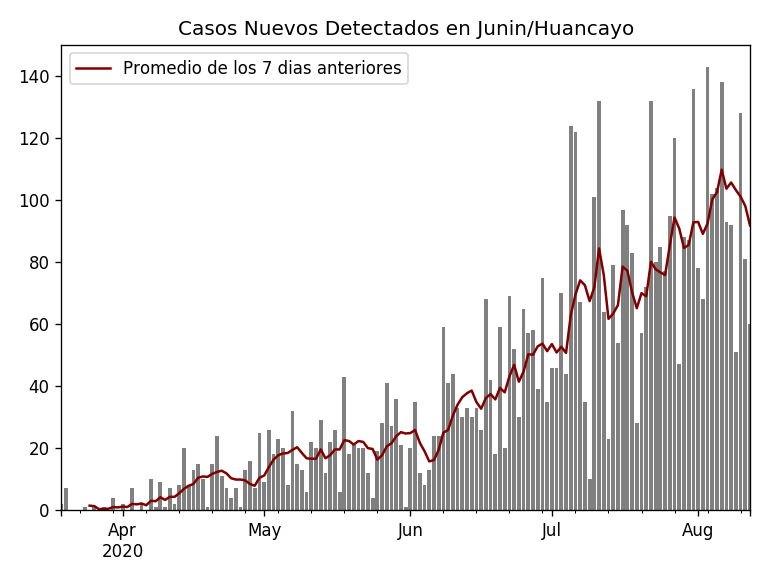 Casos Nuevos Detectados en Junin/Huancayo
Promedio de los 7 dias anteriores
140
120
100
80
60
40
20
0
Apr
2020
May
Jun
Jul
Aug